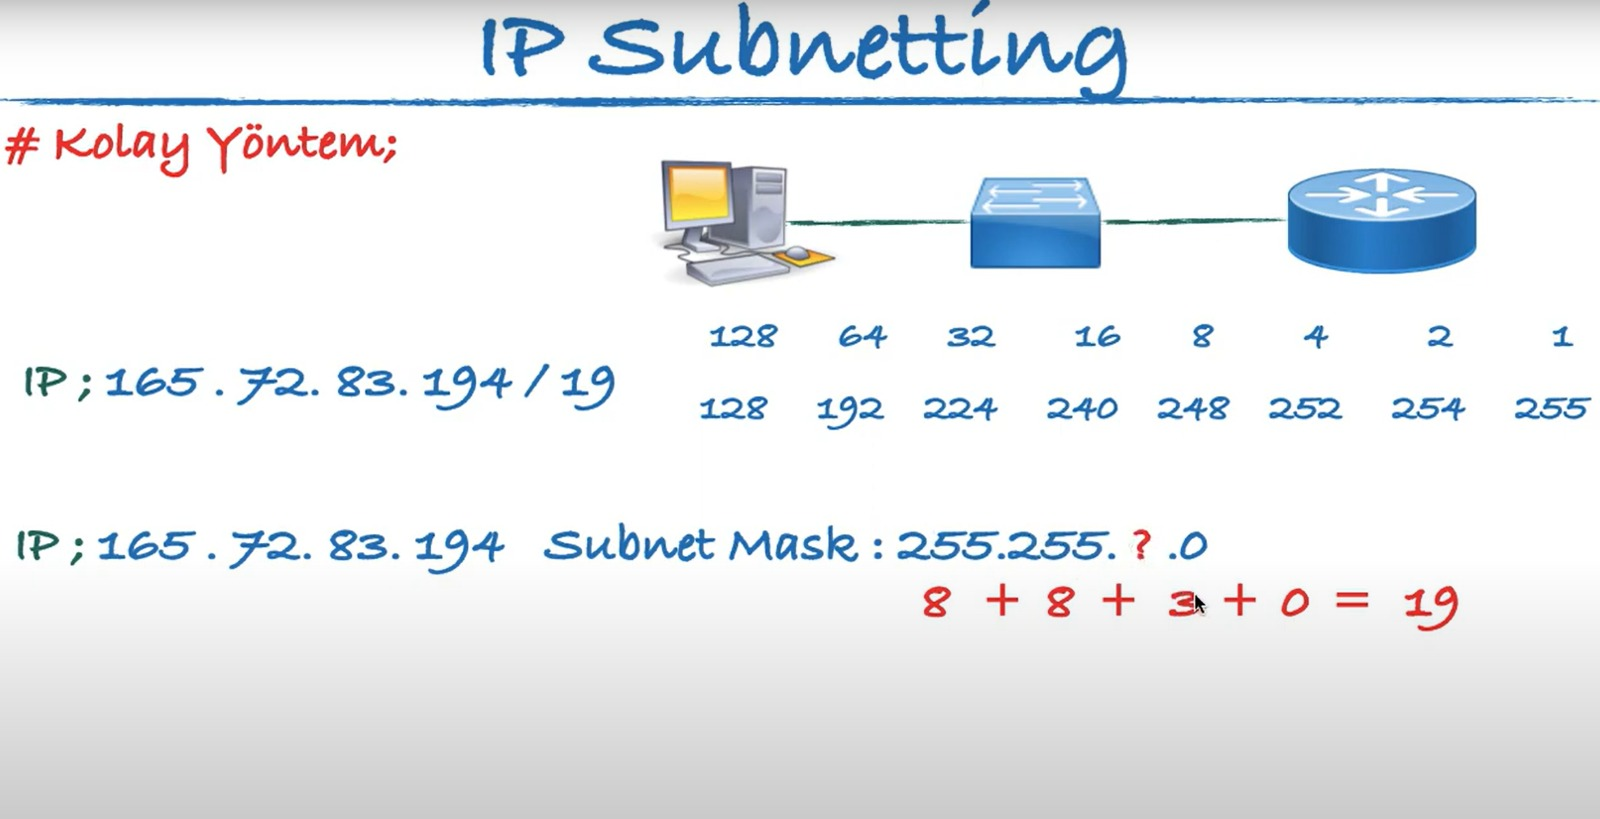 IP Subnetting
# Kolay Yöntem;
128 64 32 16 8 4 2 1
IP ; 165 . 72. 83. 194 / 19
128 192 224 240 248 252 254 255
IP ; 165 . 72. 83. 194 Subnet Mask : 255.255. ? .0
8 + 8 + 3 + 0 = 19